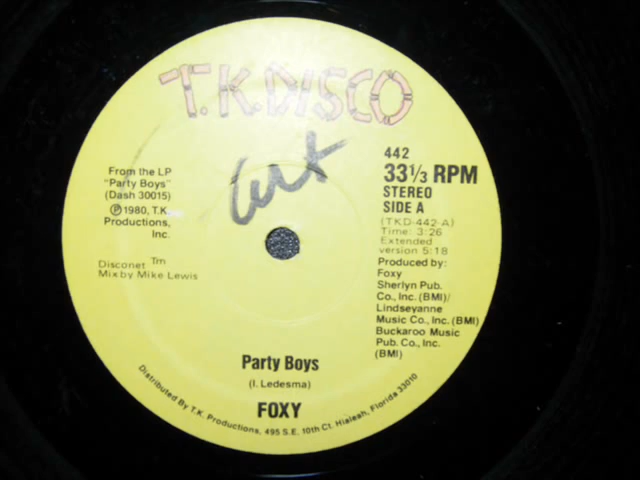 T.K.DISCO
From the LP
"Party Boys"
(Dash 30015)
℗ 1980, T.K.
Productions,
Inc.
Disconet Tm
Mix by Mike Lewis
442
33 1/3 RPM
STEREO
SIDE A
(TKD-442-A)
Time: 3:26
Extended
version 5:18
Produced by:
Foxy
Sherlyn Pub.
Co., Inc. (BMI)/
Lindseyanne
Music Co., Inc. (BMI)
Buckaroo Music
Pub. Co., Inc.
(BMI)
Party Boys
(I. Ledesma)
FOXY
Distributed By T.K. Productions, 495 S.E. 10th Ct. Hialeah, Florida 33010